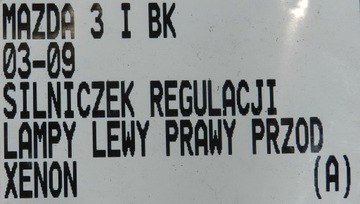 MAZDA 3 I BK
03-09
SILNICZEK REGULACJI
LAMPY LEWY PRAWY PRZOD
XENON (A)